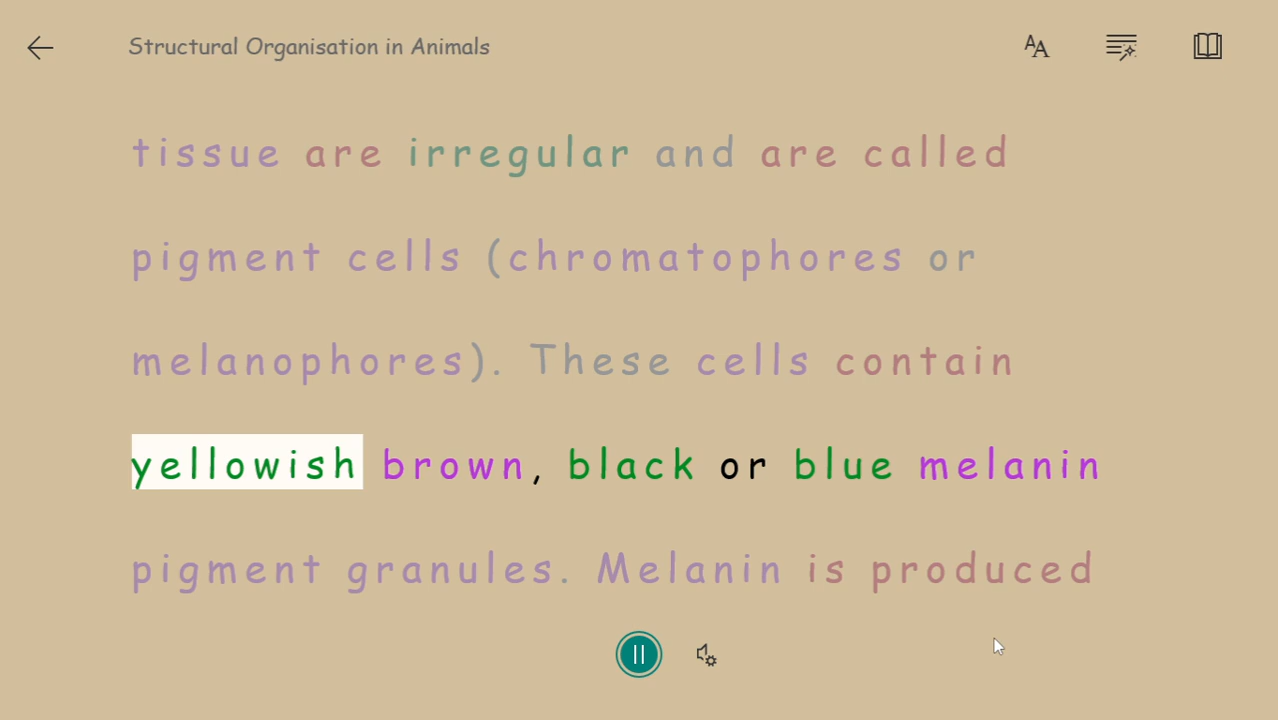 Structural Organisation in Animals
tissue are irregular and are called
pigment cells (chromatophores or
melanophores). These cells contain
yellowish brown, black or blue melanin
pigment granules. Melanin is produced